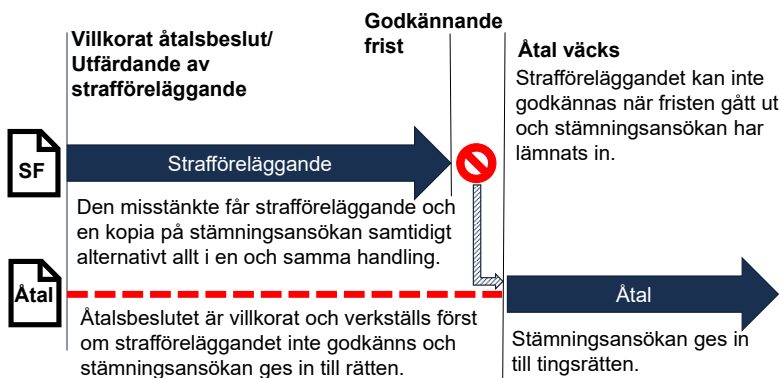 Villkorat åtalsbeslut/
Utfärdande av
strafföreläggande
Godkännande
frist
Åtal väcks
Strafföreläggandet kan inte
godkännas när fristen gått ut
och stämningsansökan har
lämnats in.
SF
Strafföreläggande
Den misstänkte får strafföreläggande och
en kopia på stämningsansökan samtidigt
alternativt allt i en och samma handling.
Åtal
Åtal
Åtalsbeslutet är villkorat och verkställs först
om strafföreläggandet inte godkänns och
stämningsansökan ges in till rätten.
Stämningsansökan ges in
till tingsrätten.